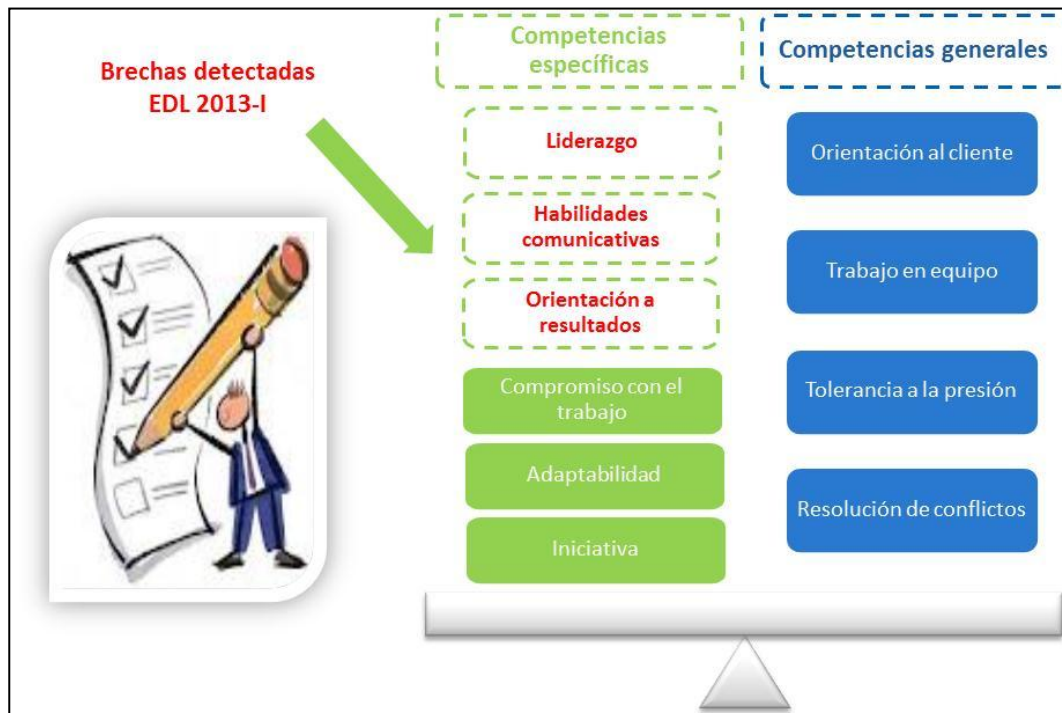 Brechas detectadas
EDL 2013-I
Competencias
específicas
Liderazgo
Habilidades
comunicativas
Orientación a
resultados
Compromiso con el
trabajo
Adaptabilidad
Iniciativa
Competencias generales
Orientación al cliente
Trabajo en equipo
Tolerancia a la presión
Resolución de conflictos